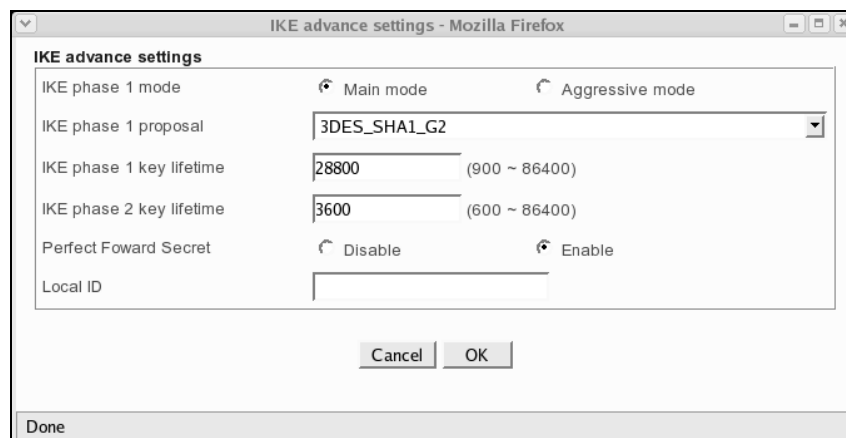 IKE advance settings - Mozilla Firefox
IKE advance settings
IKE phase 1 mode Main mode Aggressive mode
IKE phase 1 proposal 3DES_SHA1_G2
IKE phase 1 key lifetime 28800 (900 ~ 86400)
IKE phase 2 key lifetime 3600 (600 ~ 86400)
Perfect Foward Secret Disable Enable
Local ID
Cancel OK
Done